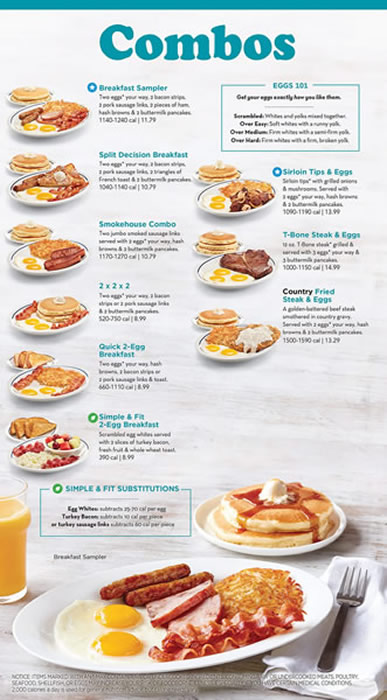 Combos
Breakfast Sampler
Two eggs* your way, 2 bacon strips,
2 pork sausage links, 2 pieces of ham,
hash browns & 2 buttermilk pancakes.
1140-1240 cal | 11.79
Split Decision Breakfast
Two eggs* your way, 2 bacon strips,
2 pork sausage links, 2 triangles of
French toast & 2 buttermilk pancakes.
1040-1140 cal | 10.79
Smokehouse Combo
Two jumbo smoked sausage links
served with 2 eggs* your way, hash
browns & 2 buttermilk pancakes.
1170-1270 cal | 10.79
2 x 2 x 2
Two eggs* your way, 2 bacon
strips or 2 pork sausage links
& 2 buttermilk pancakes.
520-750 cal | 8.99
Quick 2-Egg
Breakfast
Two eggs* your way, hash
browns, 2 bacon strips or
2 pork sausage links & toast.
660-1110 cal | 8.99
Simple & Fit
2-Egg Breakfast
Scrambled egg whites served
with 2 slices of turkey bacon,
fresh fruit & whole wheat toast.
390 cal | 8.99
EGGS 101
Get your eggs exactly how you like them.
Scrambled: Whites and yolks mixed together.
Over Easy: Soft whites with a runny yolk.
Over Medium: Firm whites with a semi-firm yolk.
Over Hard: Firm whites with a firm, broken yolk.
Sirloin Tips & Eggs
Sirloin tips* with grilled onions
& mushrooms. Served with
2 eggs* your way, hash browns
& 2 buttermilk pancakes.
1090-1190 cal | 13.99
T-Bone Steak & Eggs
12 oz. T-Bone steak* grilled &
served with 3 eggs* your way &
3 buttermilk pancakes.
1000-1150 cal | 14.99
Country Fried
Steak & Eggs
A golden-battered beef steak
smothered in country gravy.
Served with 2 eggs* your way, hash
browns & 2 buttermilk pancakes.
1500-1590 cal | 13.29
SIMPLE & FIT SUBSTITUTIONS
Egg Whites: subtracts 25-70 cal per egg
Turkey Bacon: subtracts 10 cal per piece
or turkey sausage links subtracts 60 cal per piece
Breakfast Sampler
NOTICE: ITEMS MARKED WITH AN UNDERCOOKED MEATS, POULTRY,
SEAFOOD, SHELLFISH, OR EGGS CERTAIN MEDICAL CONDITIONS.
2,000 calories a day is used for general